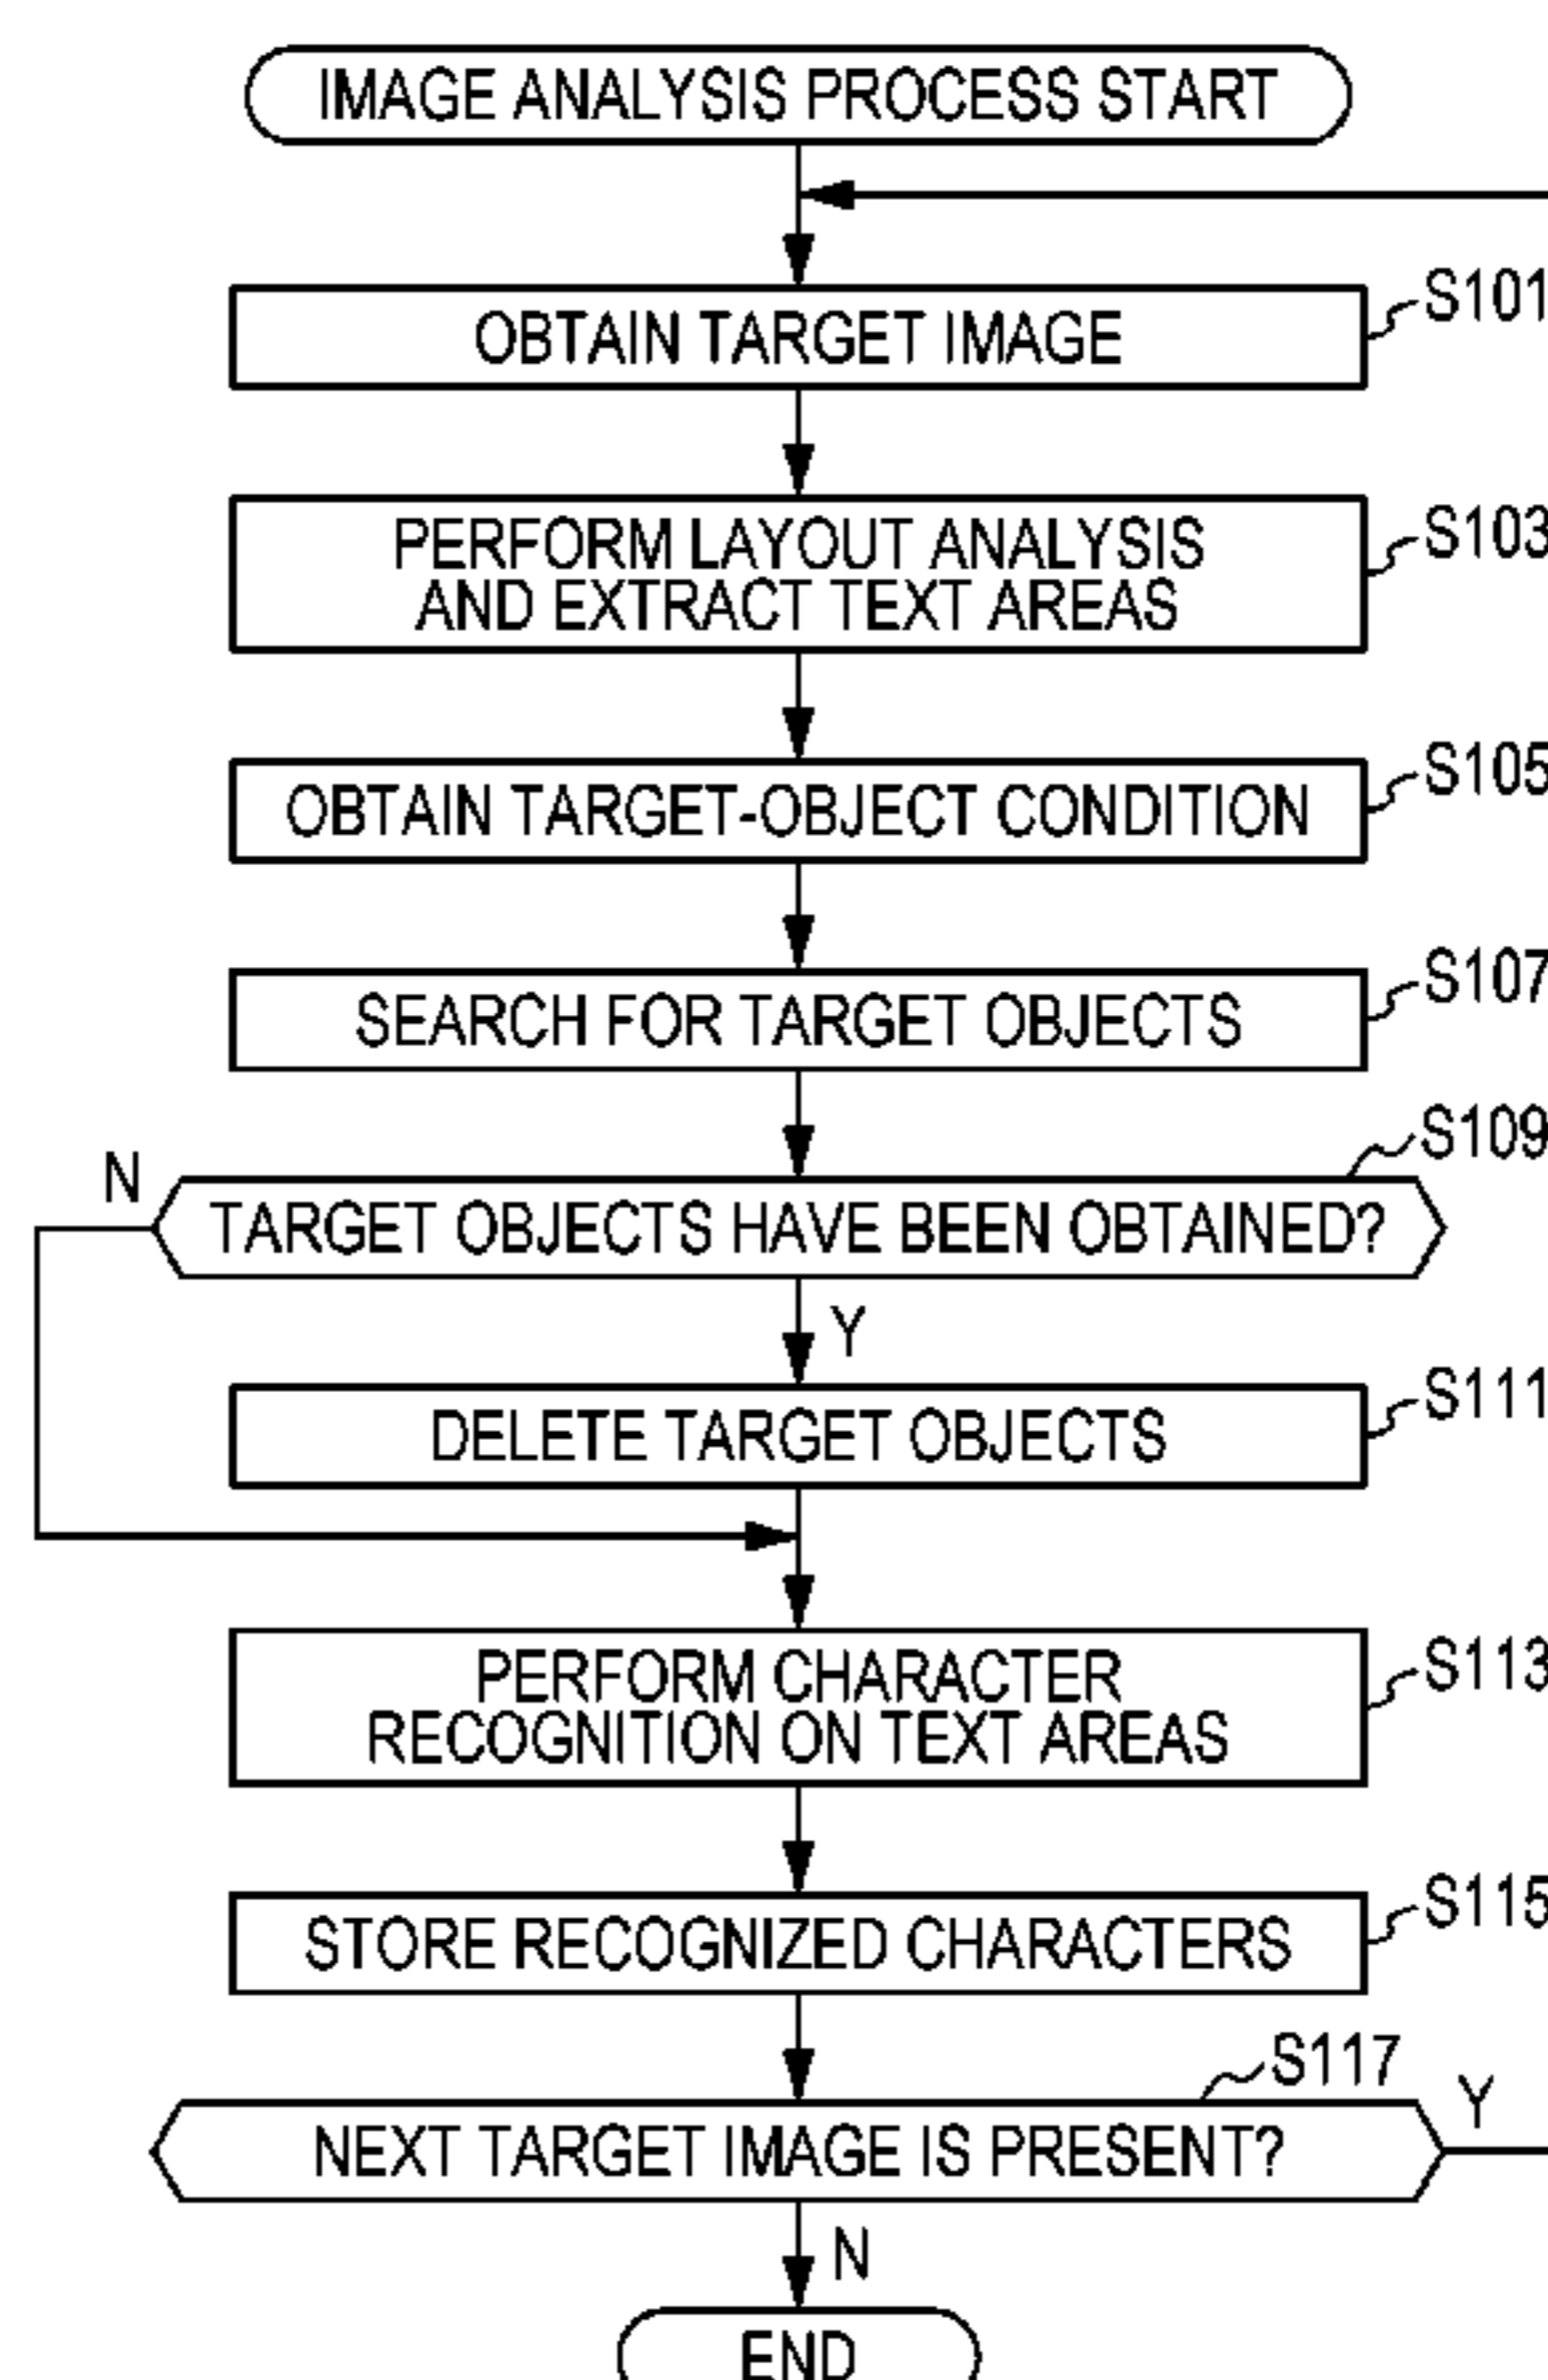 IMAGE ANALYSIS PROCESS START
S101
OBTAIN TARGET IMAGE
S103
PERFORM LAYOUT ANALYSIS
AND EXTRACT TEXT AREAS
S105
OBTAIN TARGET-OBJECT CONDITION
S107
SEARCH FOR TARGET OBJECTS
S109
N
TARGET OBJECTS HAVE BEEN OBTAINED?
Y
S111
DELETE TARGET OBJECTS
S113
PERFORM CHARACTER
RECOGNITION ON TEXT AREAS
S115
STORE RECOGNIZED CHARACTERS
S117
Y
NEXT TARGET IMAGE IS PRESENT?
N
END